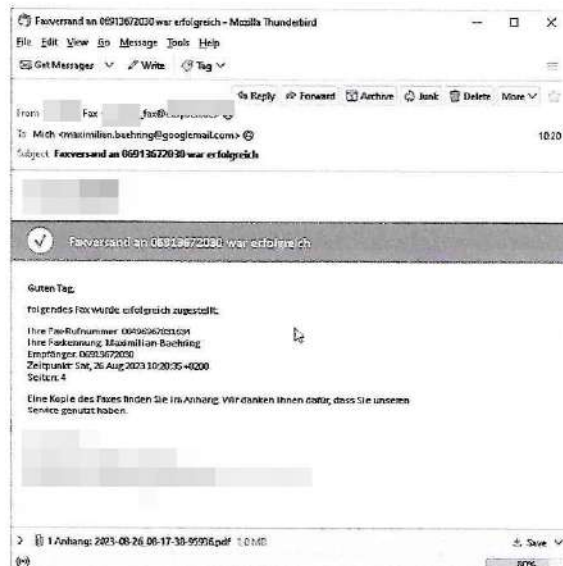 Faxversand an 06913672030 war erfolgreich - Mozilla Thunderbird
File Edit View Go Message Tools Help
Get Messages Write Tag
Reply Forward Archive Junk Delete More
From Fax
To Mich <maximilian.baehring@googlemail.com> 10:20
Subject Faxversand an 06913672030 war erfolgreich
Faxversand an 06913672030 war erfolgreich
Guten Tag,
folgendes Fax wurde erfolgreich zugestellt:
Ihre Fax-Rufnummer:
Ihre Faxkennung: Maximilian-Baehring
Empfänger: 06913672030
Zeitpunkt: Sat, 26 Aug 2023 10:20:35 +0200
Seiten: 4
Eine Kopie des Faxes finden Sie im Anhang. Wir danken Ihnen dafür, dass Sie unseren
Service genutzt haben.
1 Anhang: 2023-08-26_08-17-38-95936.pdf 1.0 MB Save
80%